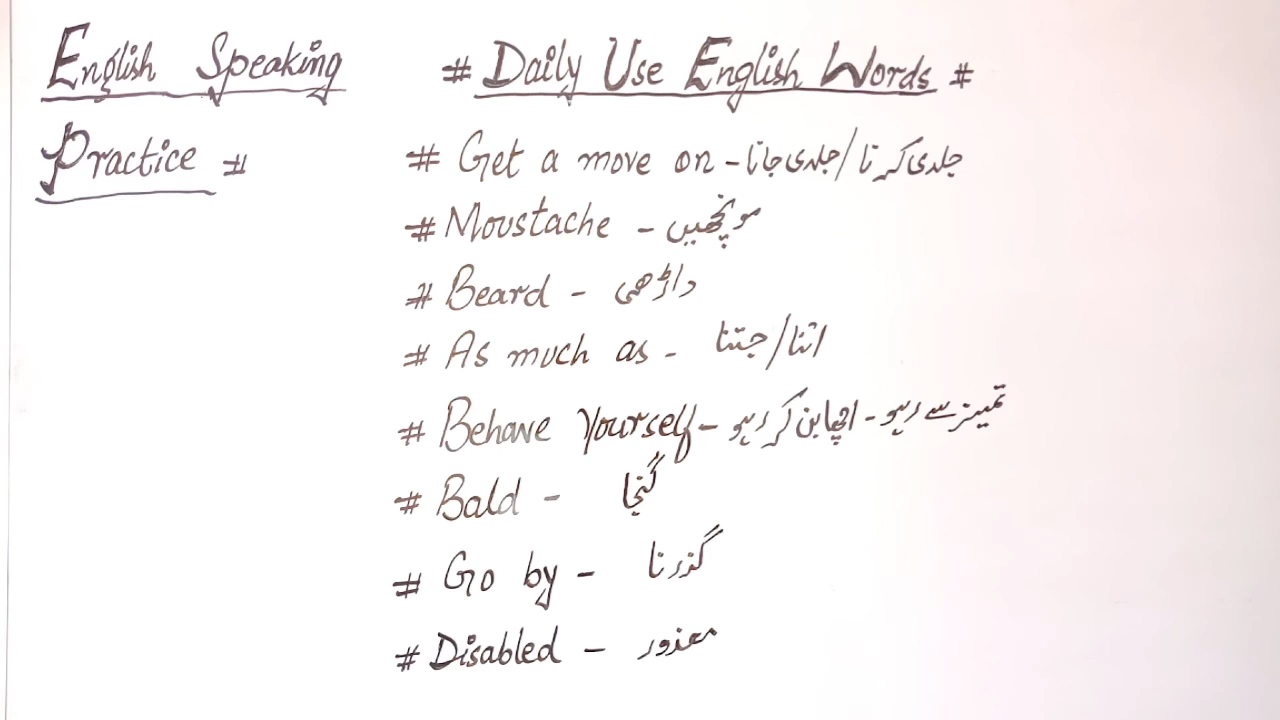 English Speaking
Practice #
# Daily Use English Words #
# Get a move on - جلدی کرنا/جلدی جانا
# Moustache - مونچھیں
# Beard - داڑھی
# As much as - اتنا/جتنا
# Behave Yourself - تمیز سے رہو - اچھا بن کر رہو
# Bald - گنجا
# Go by - گذرنا
# Disabled - معذور